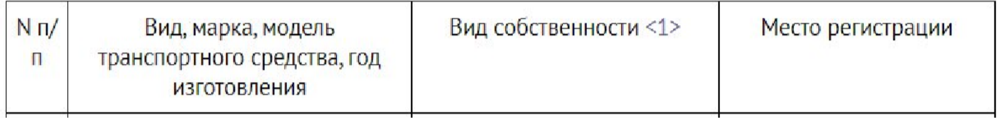 N п/
п
Вид, марка, модель
транспортного средства, год
изготовления
Вид собственности <1>
Место регистрации